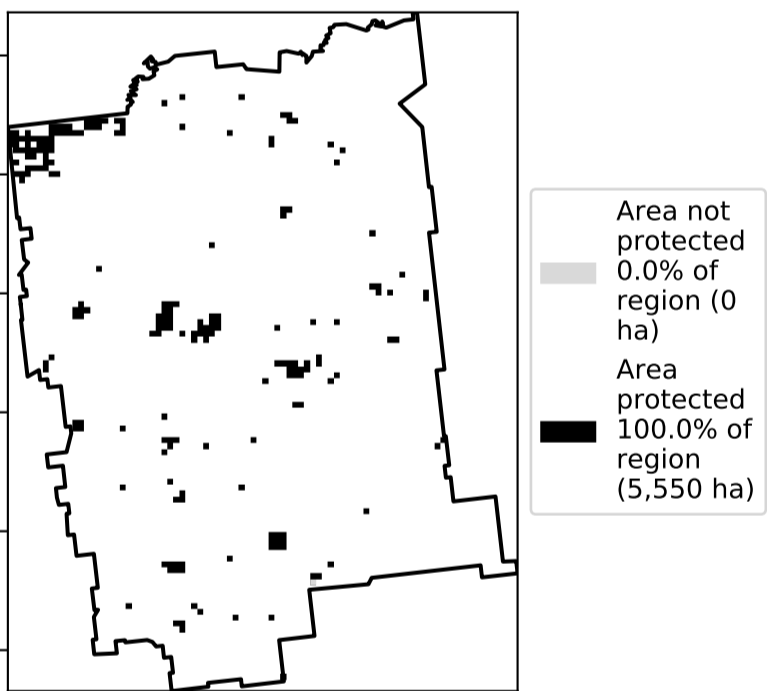 Area not
protected
0.0% of
region (0
ha)
Area
protected
100.0% of
region
(5,550 ha)